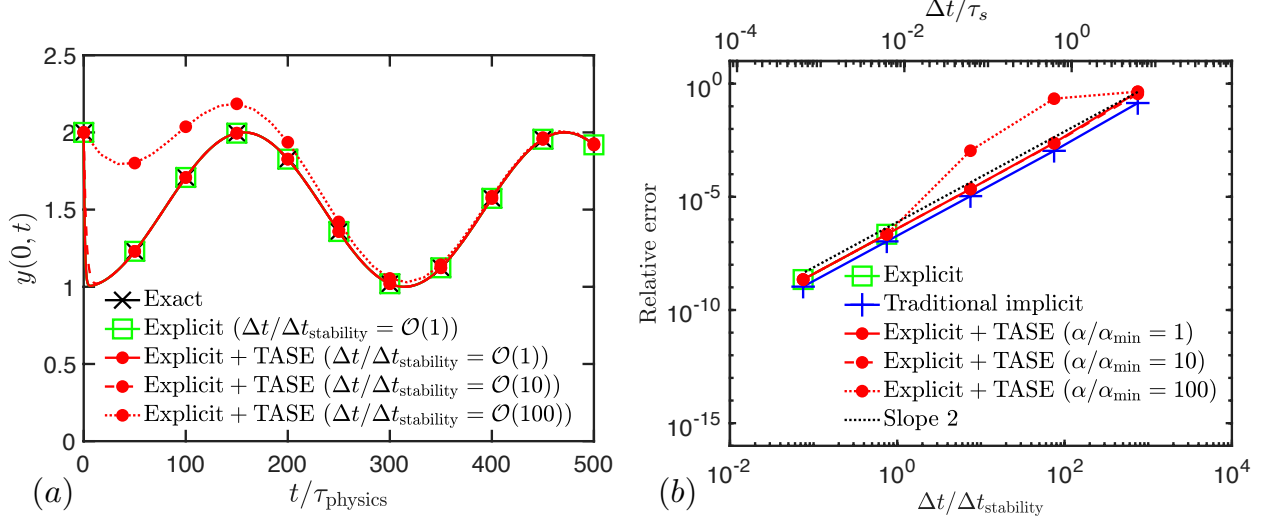 2.5
2
1.5
1
0.5
0
y(0, t)
Exact
Explicit (Δt/Δt_stability = 𝒪(1))
Explicit + TASE (Δt/Δt_stability = 𝒪(1))
Explicit + TASE (Δt/Δt_stability = 𝒪(10))
Explicit + TASE (Δt/Δt_stability = 𝒪(100))
0 100 200 300 400 500
(a)
t/τ_physics
Δt/τ_s
10^-4 10^-2 10^0
10^0
10^-5
10^-10
10^-15
Relative error
Explicit
Traditional implicit
Explicit + TASE (α/α_min = 1)
Explicit + TASE (α/α_min = 10)
Explicit + TASE (α/α_min = 100)
Slope 2
10^-2 10^0 10^2 10^4
(b)
Δt/Δt_stability